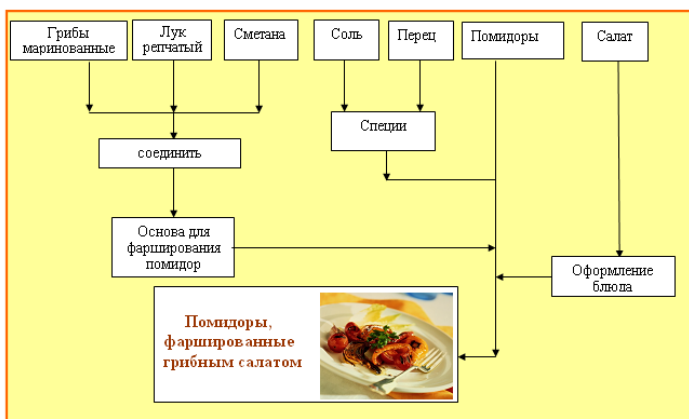 Грибы
маринованные
Лук
репчатый
Сметана
Соль
Перец
Помидоры
Салат
Специи
соединить
Основа для
фарширования
помидор
Оформление
блюда
Помидоры,
фаршированные
грибным салатом